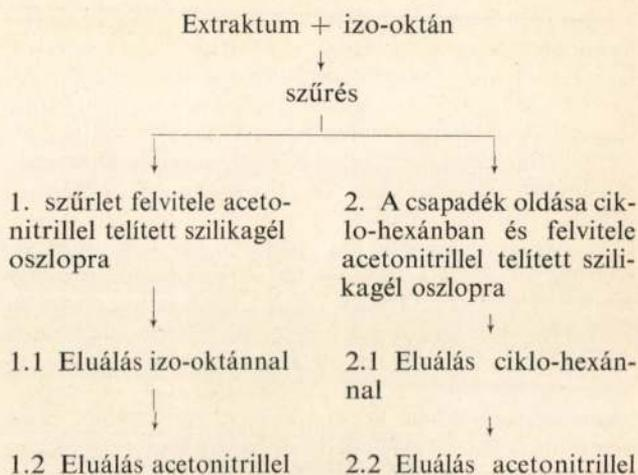 Extraktum + izo-oktán
szűrés
1. szűrlet felvitele aceto-
nitrillel telített szilikagél
oszlopra
2. A csapadék oldása cik-
lo-hexánban és felvitele
acetonitrillel telített szili-
kagél oszlopra
1.1 Eluálás izo-oktánnal
2.1 Eluálás ciklo-hexán-
nal
1.2 Eluálás acetonitrillel
2.2 Eluálás acetonitrillel